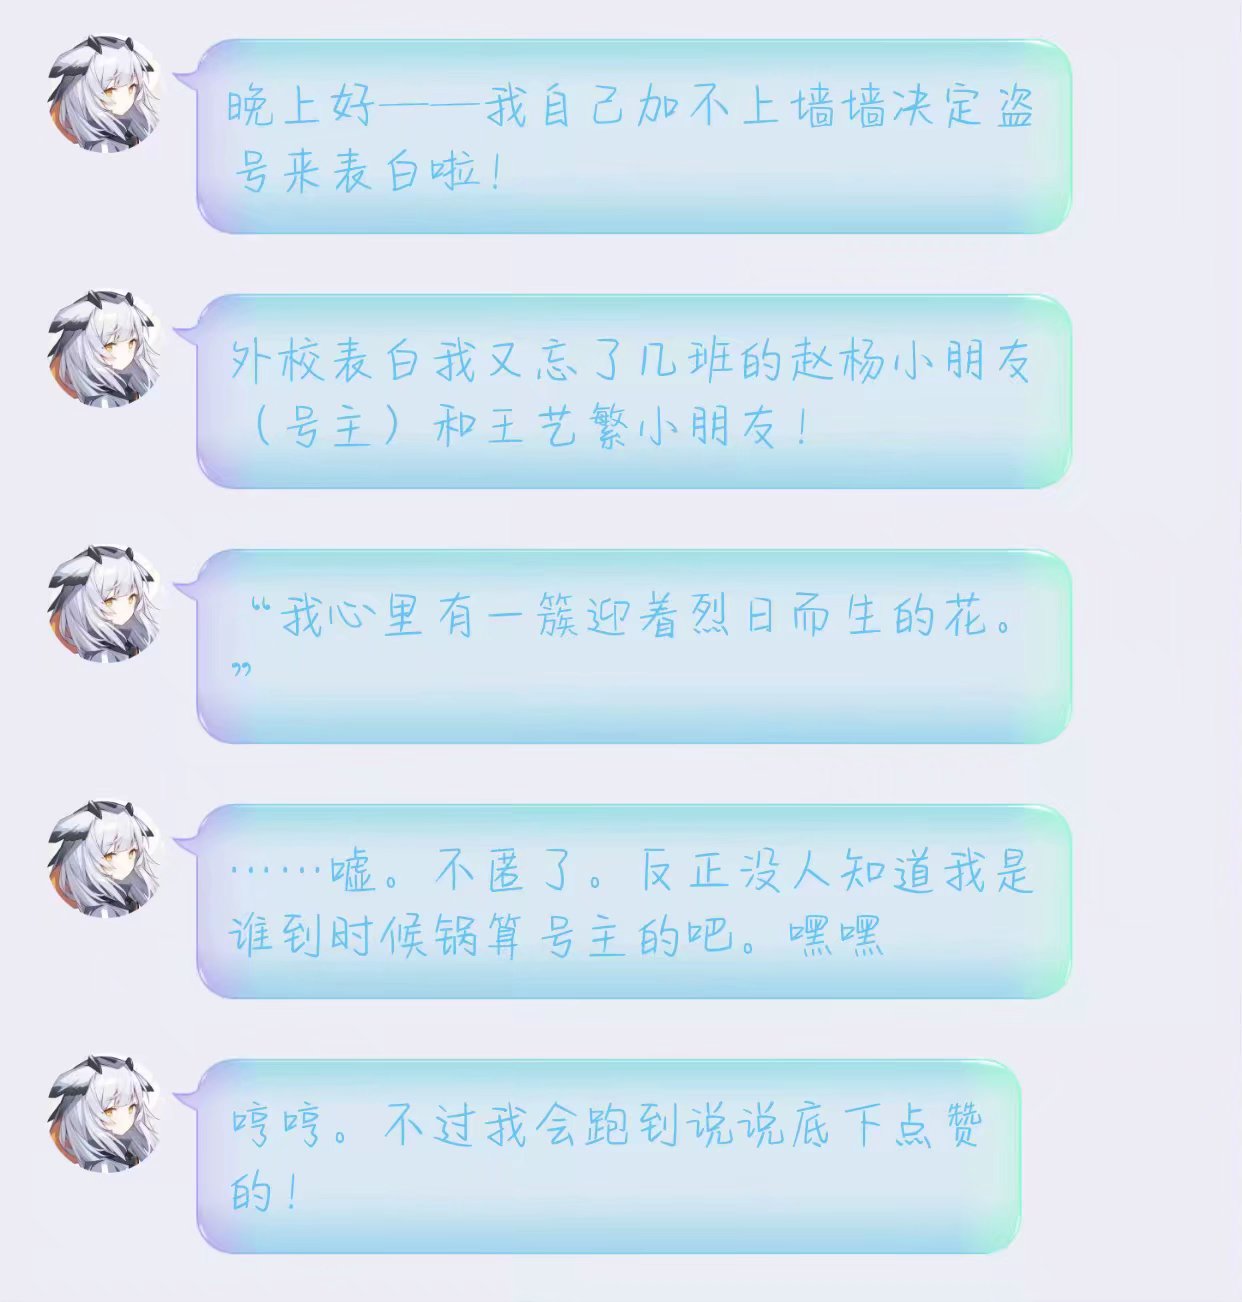 晚上好——我自己加不上墙墙决定盗
号来表白啦!
外校表白我又忘了几班的赵杨小朋友
（号主）和王艺繁小朋友！
“我心里有一簇迎着烈日而生的花。
”
……嘘。不匿了。反正没人知道我是
谁到时候锅算号主的吧。嘿嘿
哼哼。不过我会跑到说说底下点赞
的！